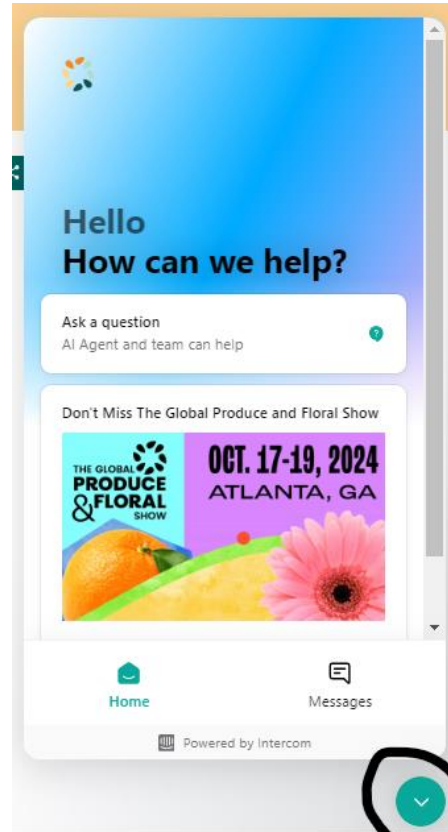 Hello
How can we help?
Ask a question
AI Agent and team can help
Don't Miss The Global Produce and Floral Show
THE GLOBAL
PRODUCE
&FLORAL
SHOW
OCT. 17-19, 2024
ATLANTA, GA
Home
Messages
Powered by Intercom